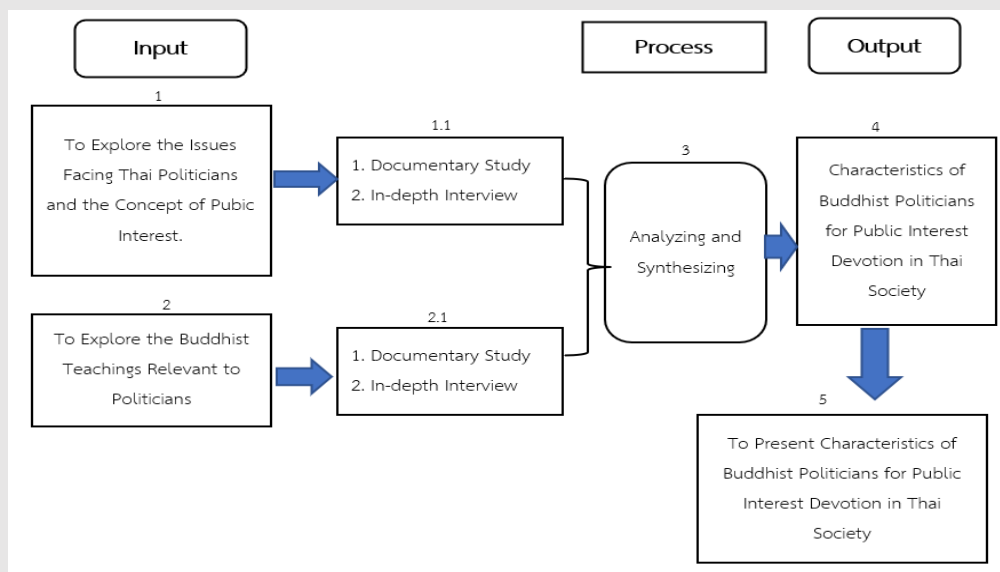 Input
Process
Output
1
To Explore the Issues
Facing Thai Politicians
and the Concept of Pubic
Interest.
1.1
1. Documentary Study
2. In-depth Interview
2
To Explore the Buddhist
Teachings Relevant to
Politicians
2.1
1. Documentary Study
2. In-depth Interview
3
Analyzing and
Synthesizing
4
Characteristics of
Buddhist Politicians
for Public Interest
Devotion in Thai
Society
5
To Present Characteristics of
Buddhist Politicians for Public
Interest Devotion in Thai
Society